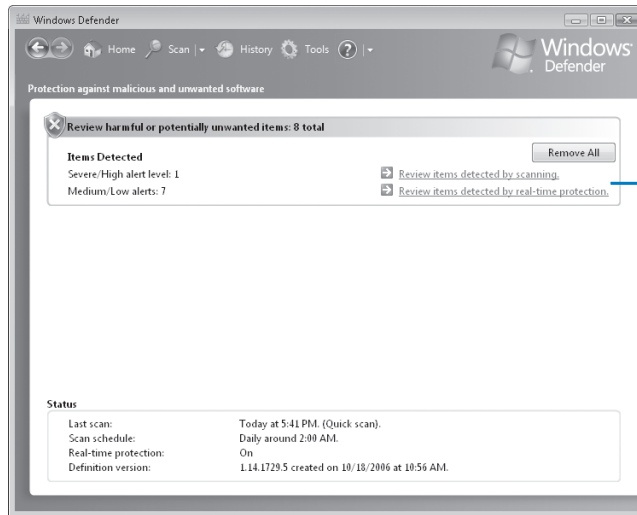 Windows Defender
Home Scan History Tools ?
Windows
Defender
Protection against malicious and unwanted software
Review harmful or potentially unwanted items: 8 total
Items Detected
Remove All
Severe/High alert level: 1
Review items detected by scanning.
Medium/Low alerts: 7
Review items detected by real-time protection.
Status
Last scan: Today at 5:41 PM. (Quick scan).
Scan schedule: Daily around 2:00 AM.
Real-time protection: On
Definition version: 1.14.1729.5 created on 10/18/2006 at 10:56 AM.